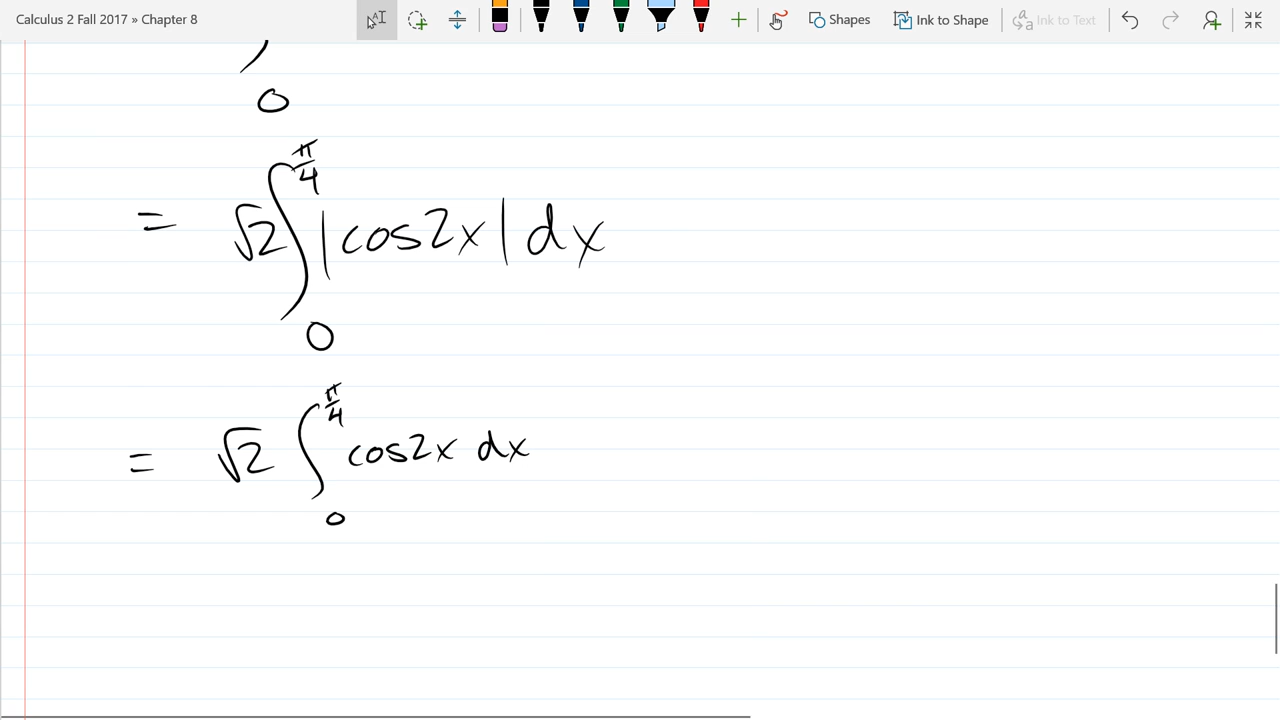 Calculus 2 Fall 2017 » Chapter 8
Shapes
Ink to Shape
Ink to Text
0
= √2 ∫₀^{π/4} |cos2x| dx
= √2 ∫₀^{π/4} cos2x dx